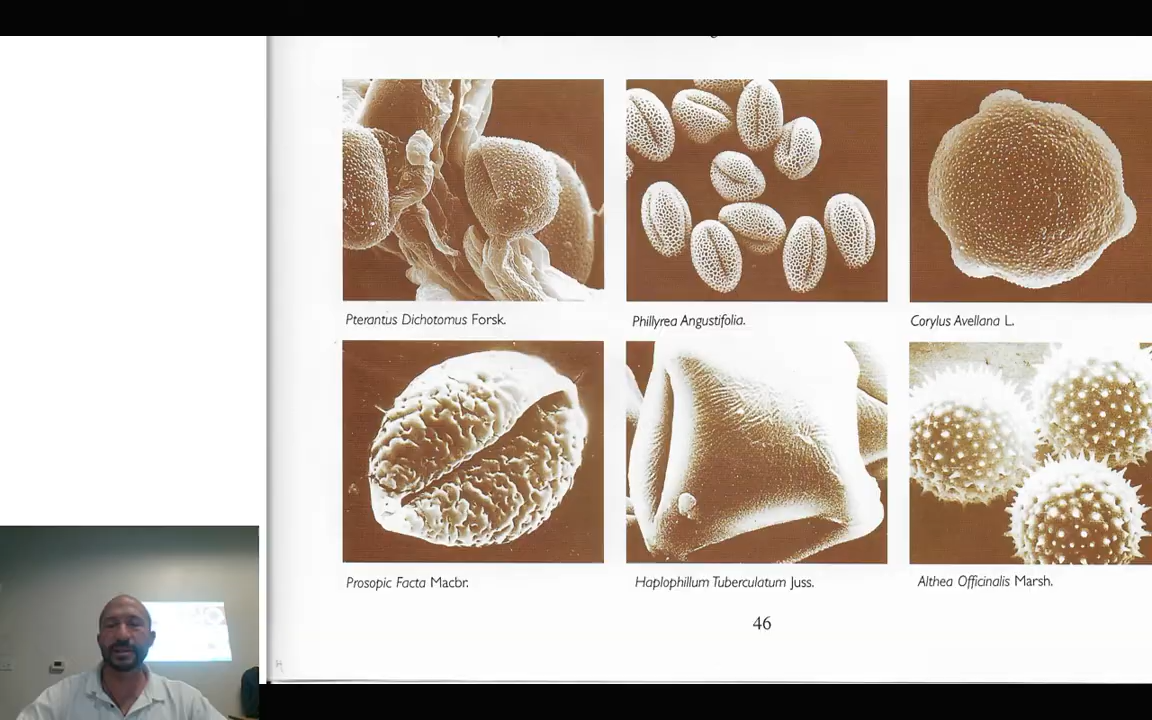 Pterantus Dichotomus Forsk.
Phillyrea Angustifolia.
Corylus Avellana L.
Prosopic Facta Macbr.
Haplophillum Tuberculatum Juss.
Althea Officinalis Marsh.
46